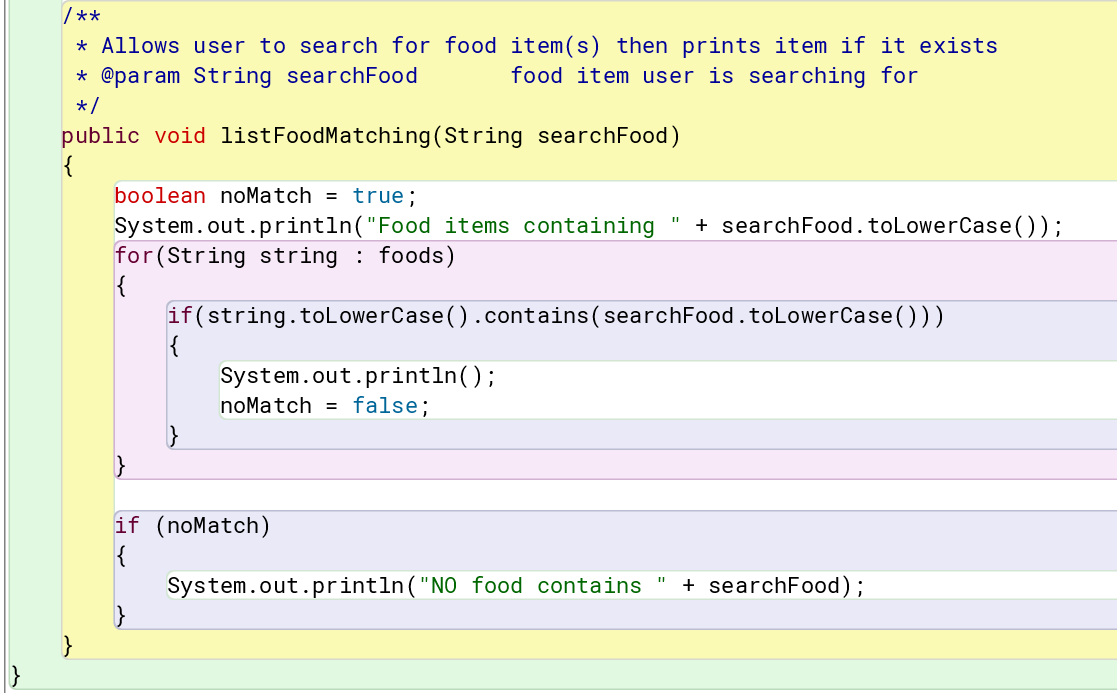 /**
 * Allows user to search for food item(s) then prints item if it exists
 * @param String searchFood       food item user is searching for
 */
public void listFoodMatching(String searchFood)
{
    boolean noMatch = true;
    System.out.println("Food items containing " + searchFood.toLowerCase());
    for(String string : foods)
    {
        if(string.toLowerCase().contains(searchFood.toLowerCase()))
        {
            System.out.println();
            noMatch = false;
        }
    }

    if (noMatch)
    {
        System.out.println("NO food contains " + searchFood);
    }
}
}